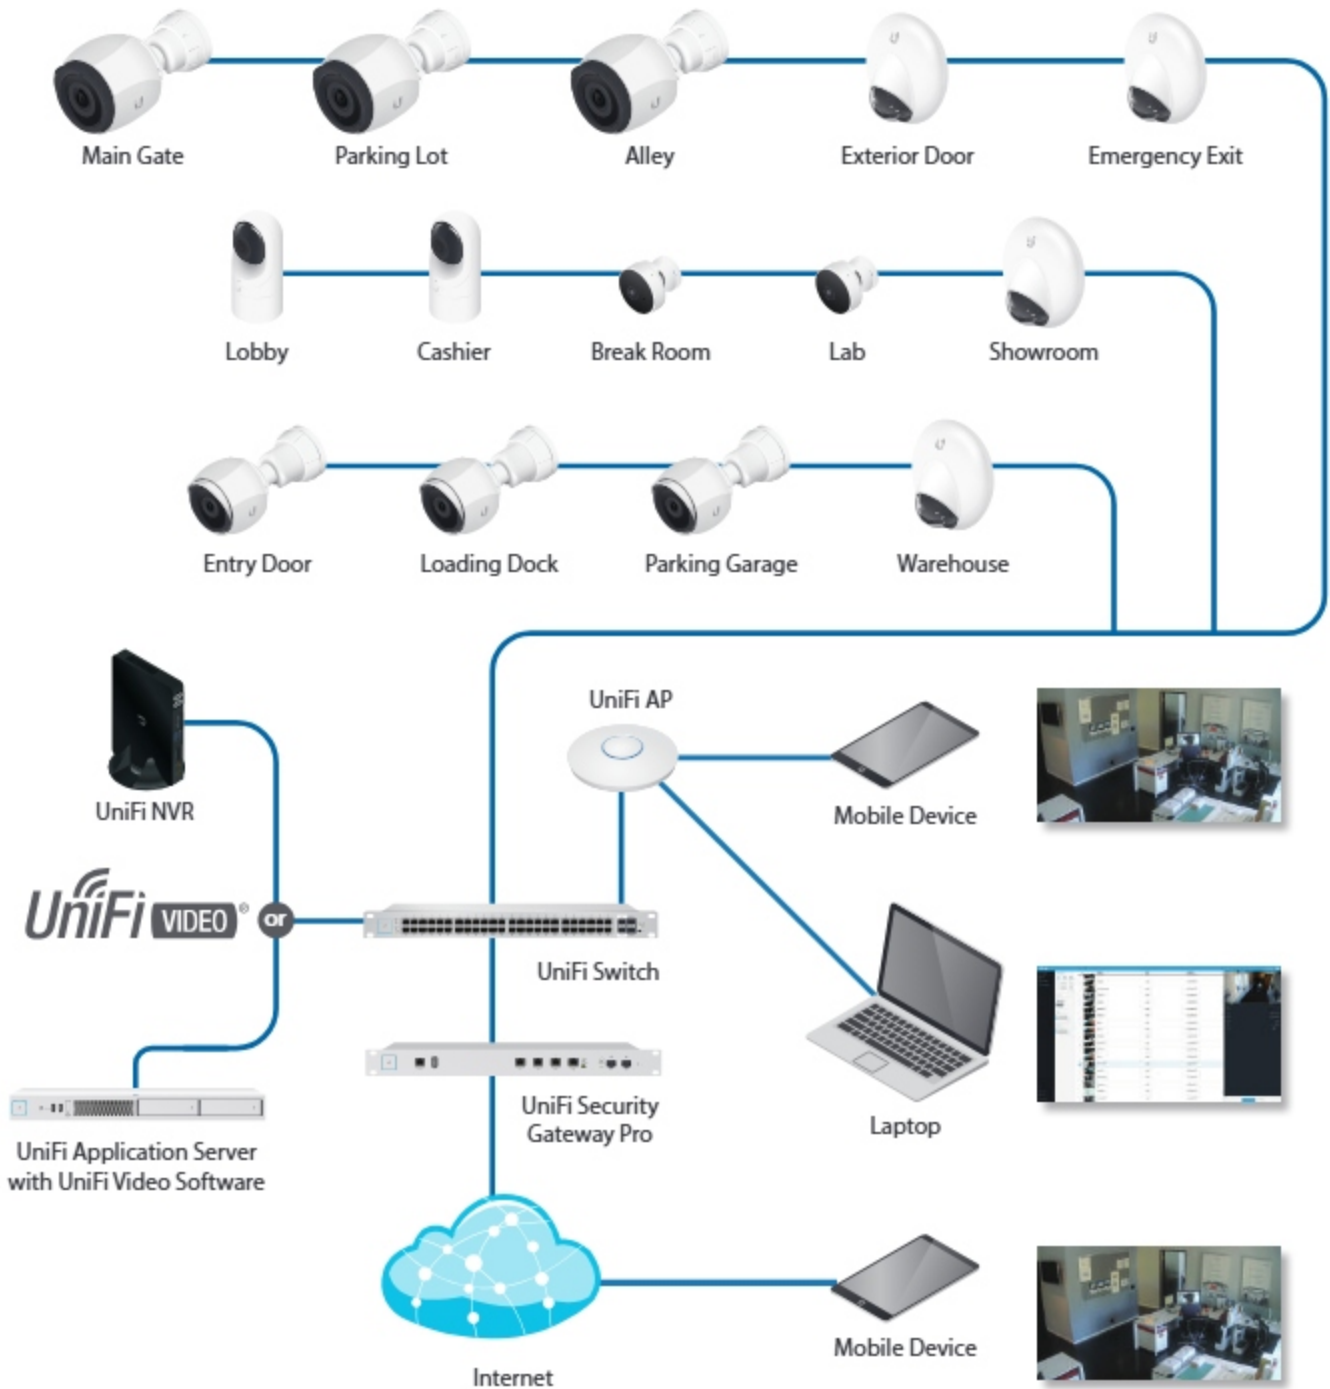 Main Gate
Parking Lot
Alley
Exterior Door
Emergency Exit
Lobby
Cashier
Break Room
Lab
Showroom
Entry Door
Loading Dock
Parking Garage
Warehouse
UniFi AP
UniFi NVR
Mobile Device
UniFi VIDEO®
or
UniFi Switch
UniFi Security
Gateway Pro
Laptop
UniFi Application Server
with UniFi Video Software
Internet
Mobile Device